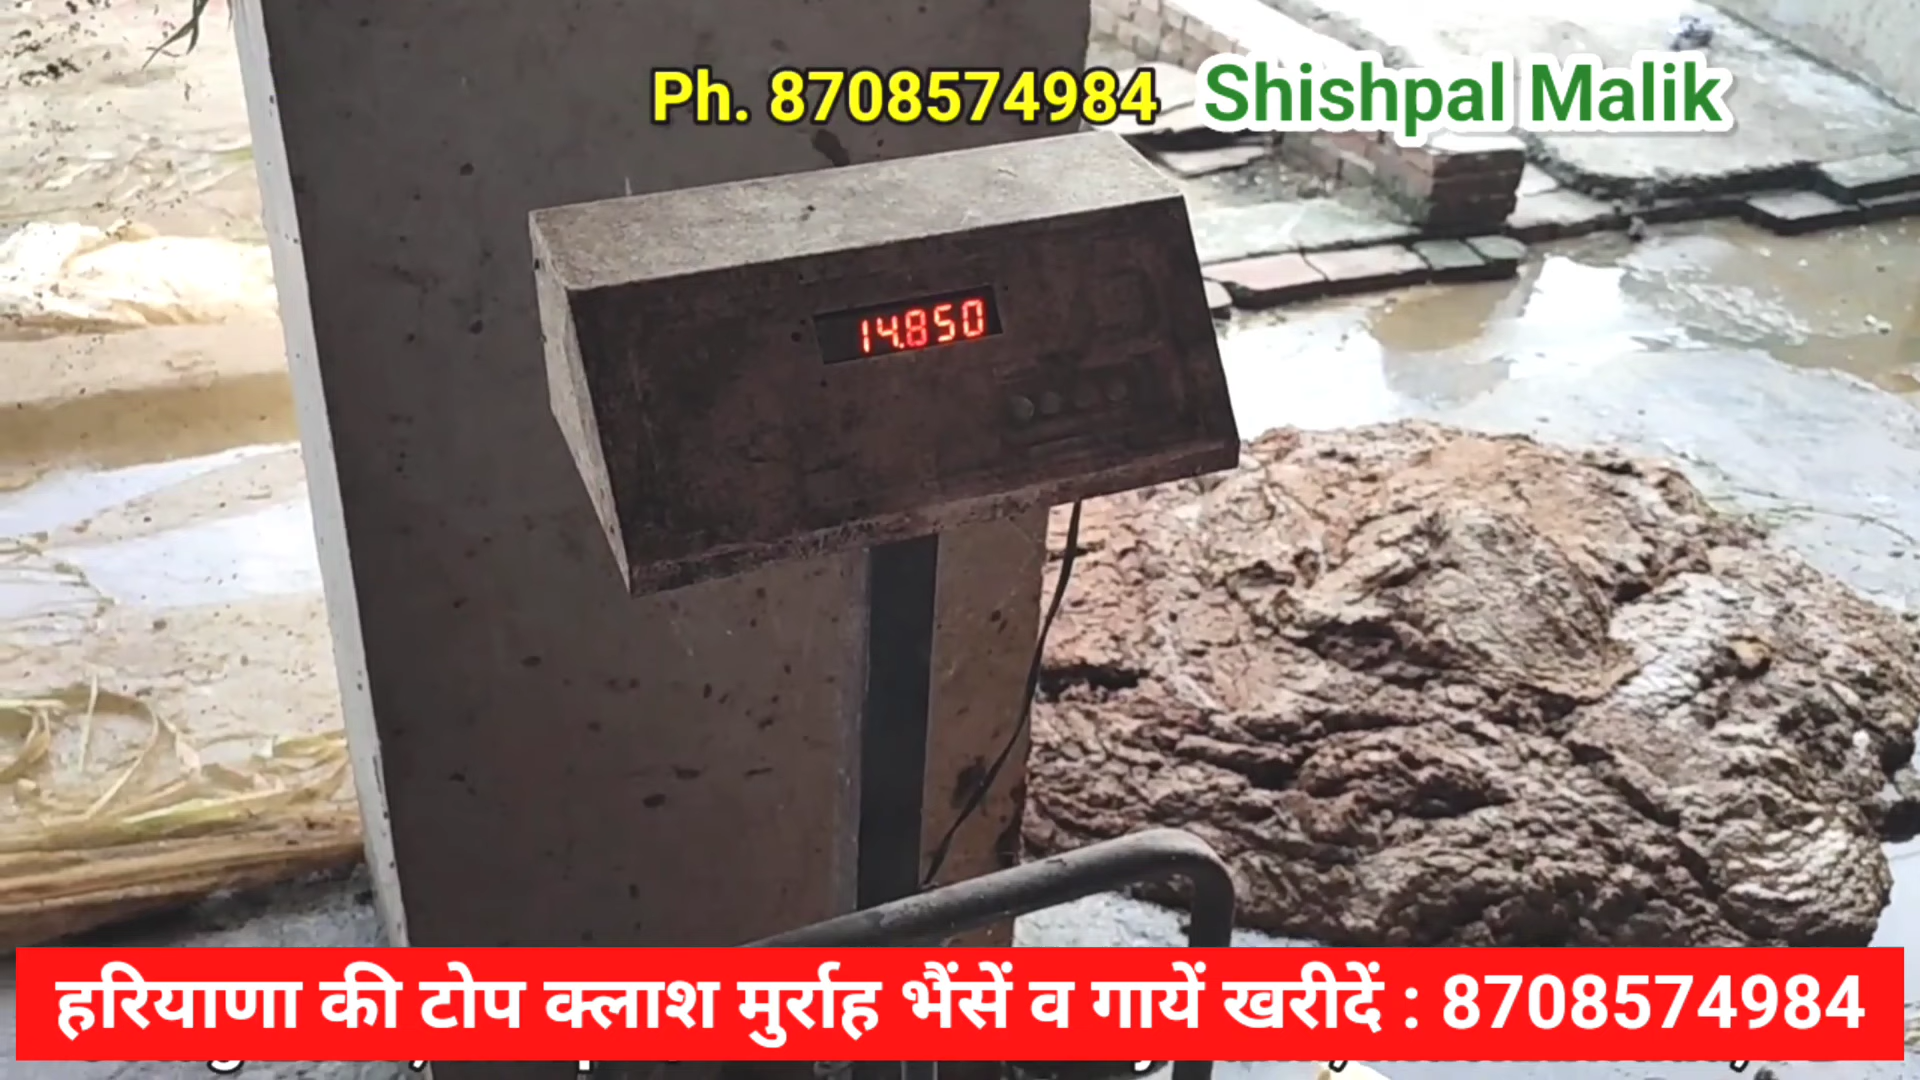 Ph. 8708574984 Shishpal Malik
14.850
हरियाणा की टोप क्लाश मुर्राह भैंसें व गायें खरीदें : 8708574984